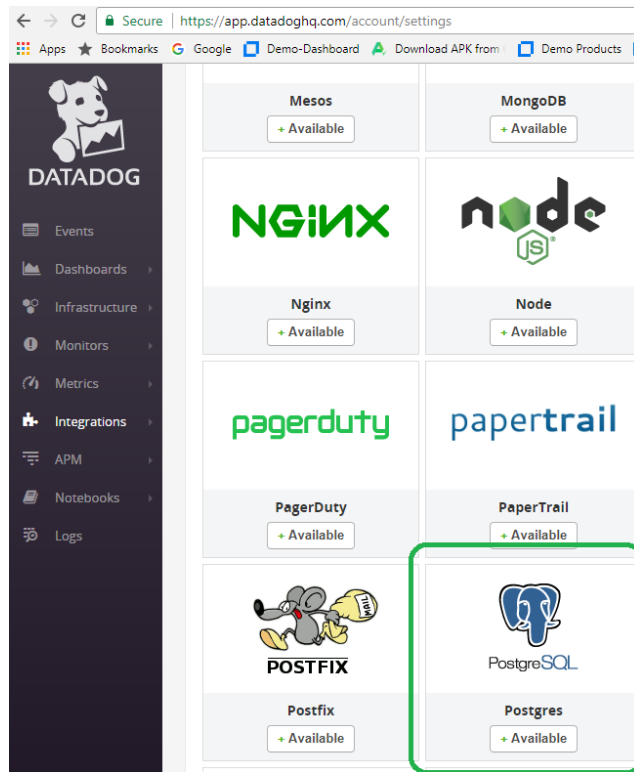 Secure | https://app.datadoghq.com/account/settings
Apps Bookmarks G Google Demo-Dashboard Download APK from Demo Products
DATADOG
Events
Dashboards
Infrastructure
Monitors
Metrics
Integrations
APM
Notebooks
Logs
Mesos MongoDB
+ Available + Available
NGINX node
JS
Nginx Node
+ Available + Available
pagerduty papertrail
PagerDuty PaperTrail
+ Available + Available
MAIL
POSTFIX PostgreSQL
Postfix Postgres
+ Available + Available